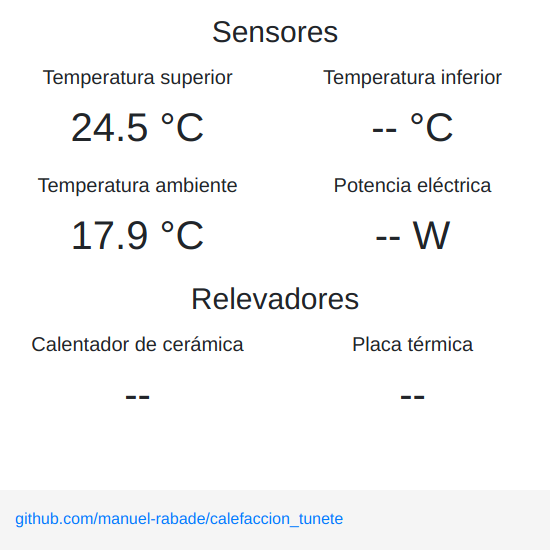 Sensores
Temperatura superior Temperatura inferior
24.5 °C -- °C
Temperatura ambiente Potencia eléctrica
17.9 °C -- W
Relevadores
Calentador de cerámica Placa térmica
-- --
github.com/manuel-rabade/calefaccion_tunete